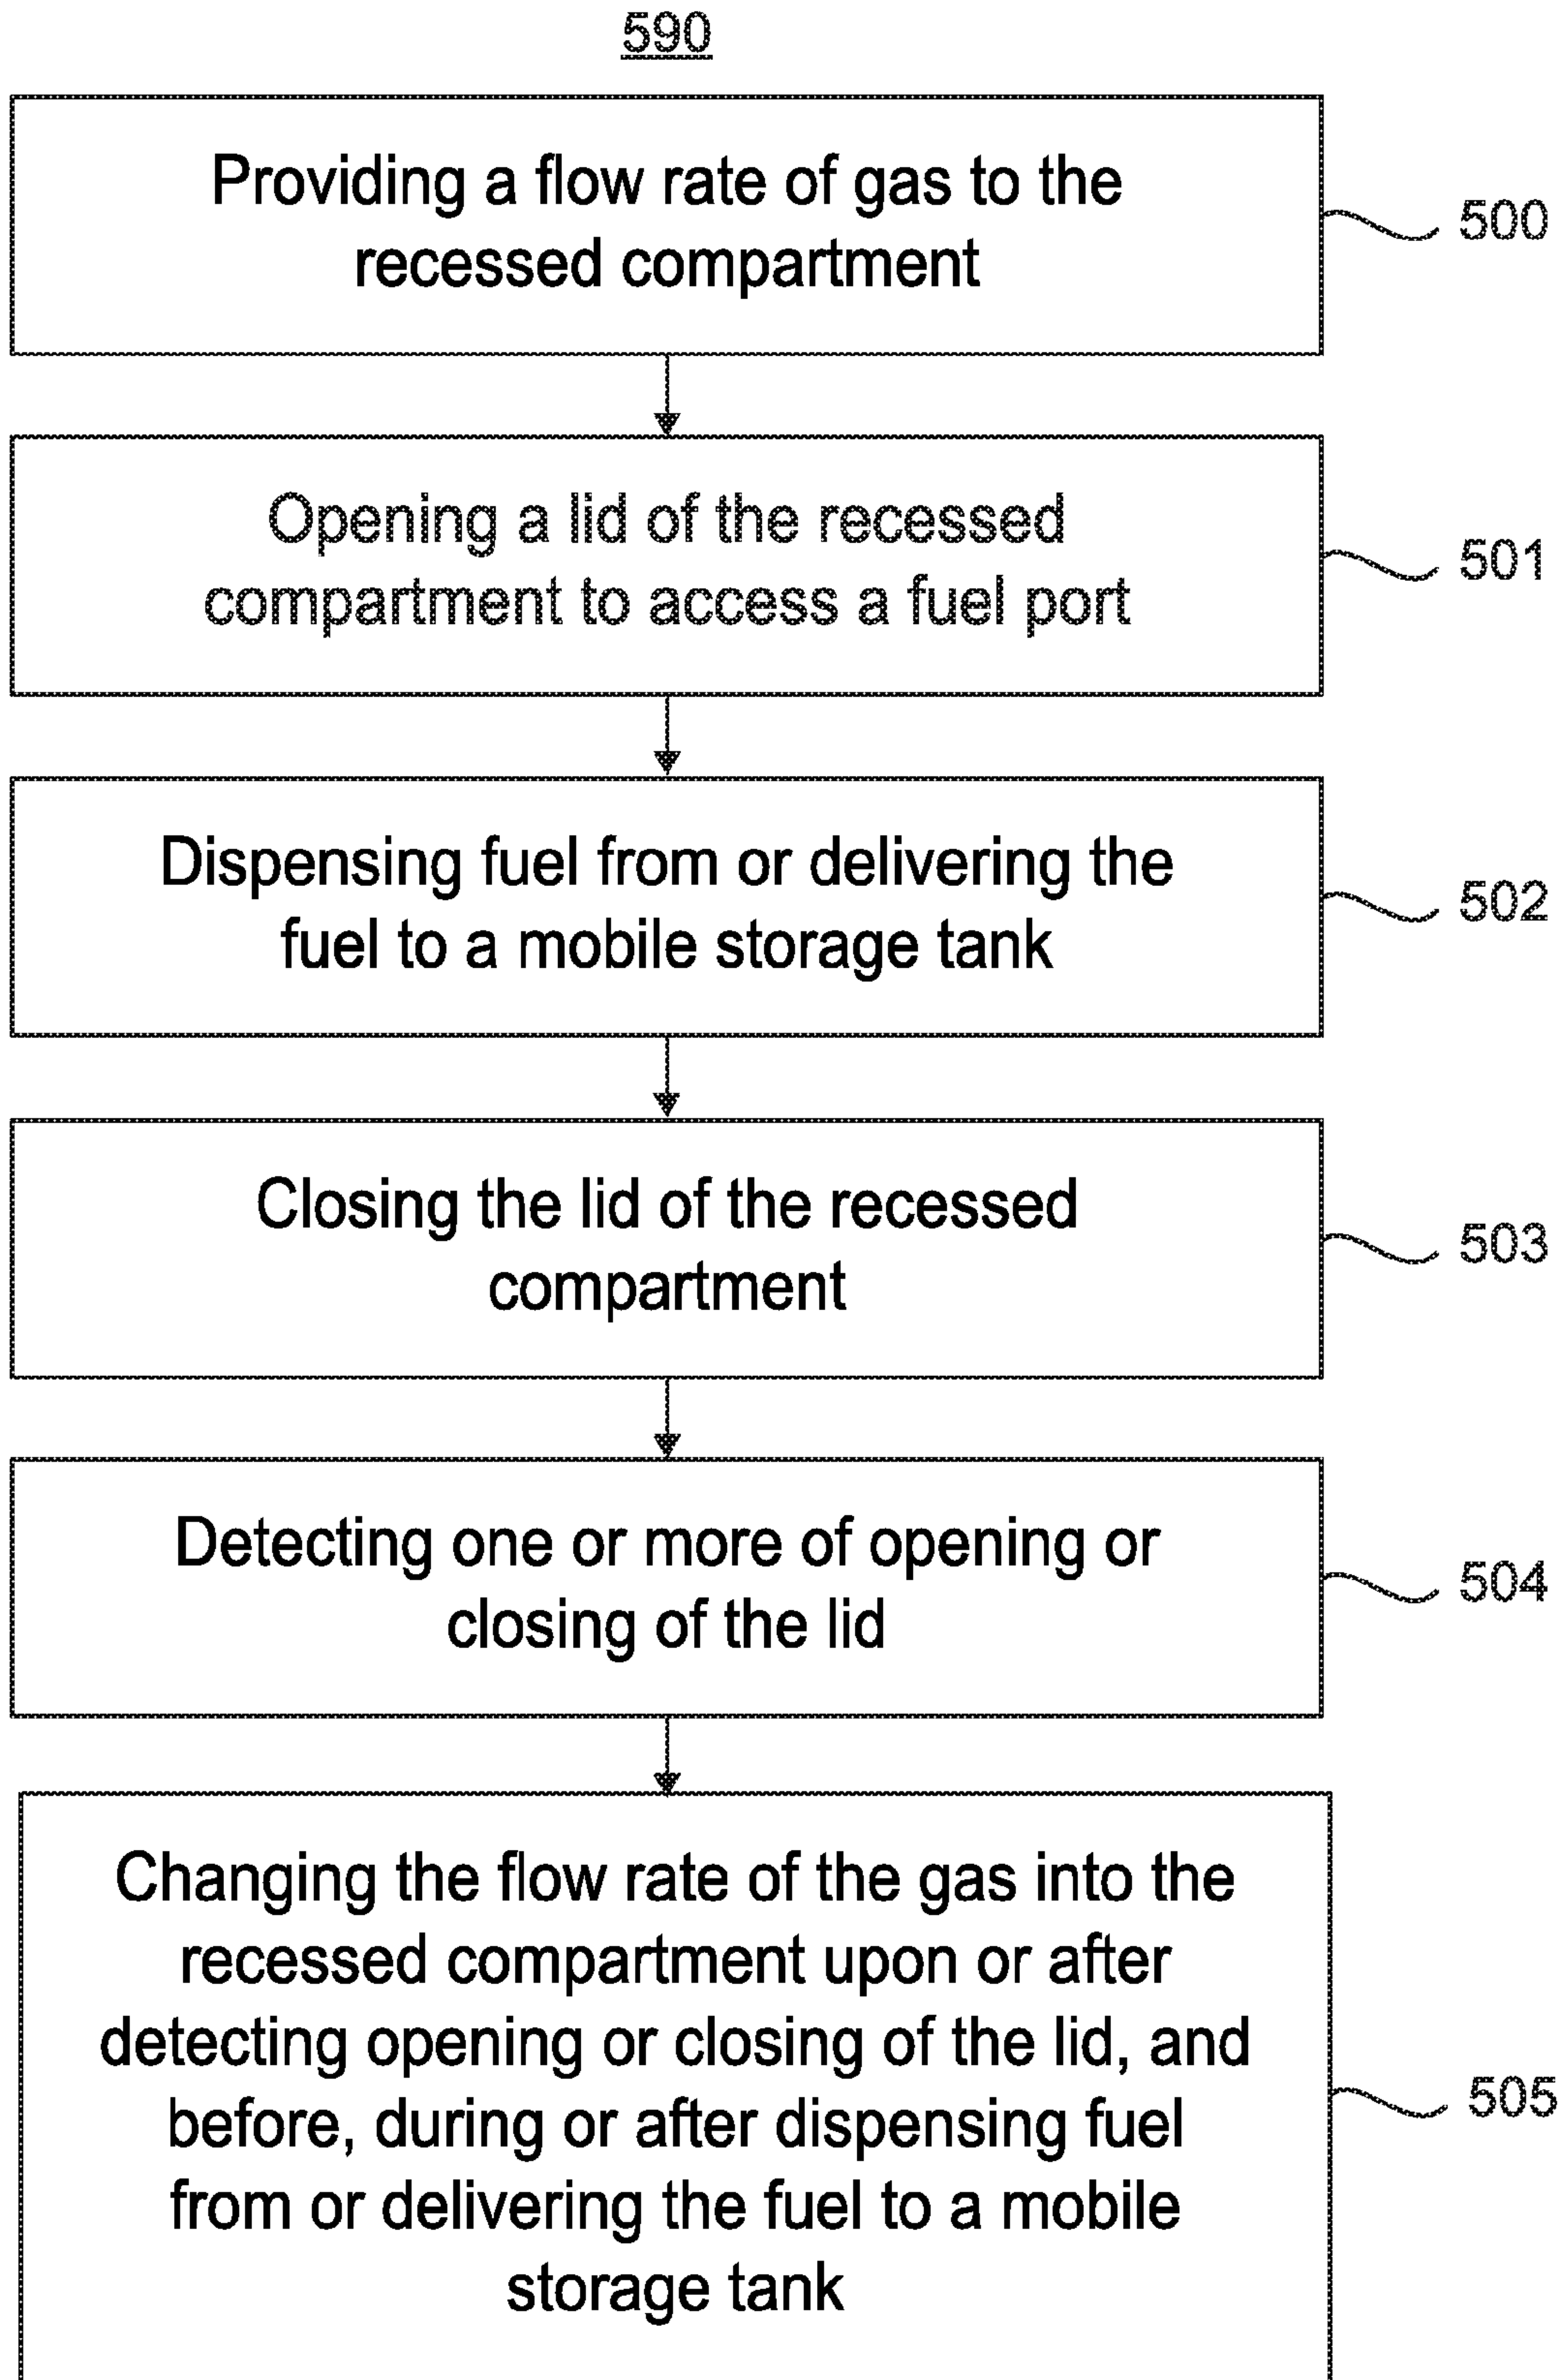 590
Providing a flow rate of gas to the
recessed compartment
500
Opening a lid of the recessed
compartment to access a fuel port
501
Dispensing fuel from or delivering the
fuel to a mobile storage tank
502
Closing the lid of the recessed
compartment
503
Detecting one or more of opening or
closing of the lid
504
Changing the flow rate of the gas into the
recessed compartment upon or after
detecting opening or closing of the lid, and
before, during or after dispensing fuel
from or delivering the fuel to a mobile
storage tank
505